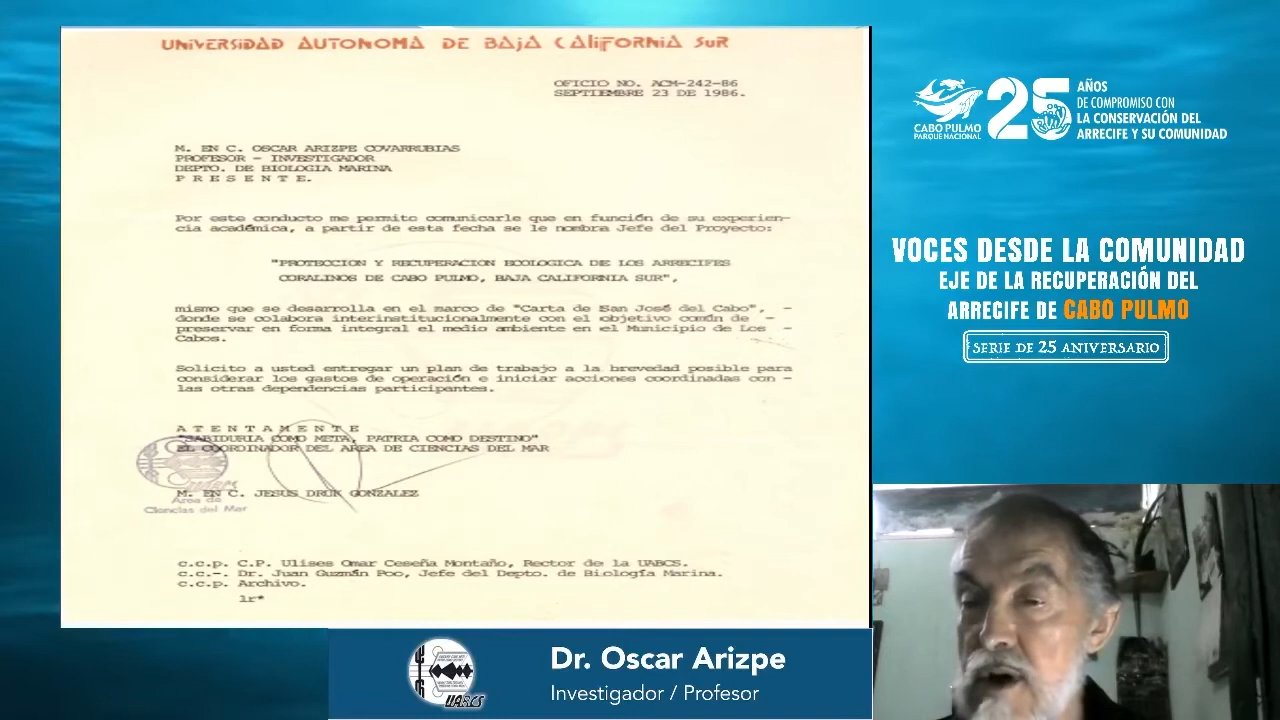 UNIVERSIDAD AUTONOMA DE BAJA CALIFORNIA SUR
OFICIO NO. ACM-242-86
SEPTIEMBRE 23 DE 1986.
M. EN C. OSCAR ARIZPE COVARRUBIAS
PROFESOR - INVESTIGADOR
DEPTO. DE BIOLOGIA MARINA
P R E S E N T E.
Por este conducto me permito comunicarle que en función de su experien-
cia académica, a partir de esta fecha se le nombra Jefe del Proyecto:
"PROTECCION Y RECUPERACION ECOLOGICA DE LOS ARRECIFES
CORALINOS DE CABO PULMO, BAJA CALIFORNIA SUR",
mismo que se desarrolla en el marco de "Carta de San José del Cabo", -
donde se colabora interinstitucionalmente con el objetivo común de -
preservar en forma integral el medio ambiente en el Municipio de Los -
Cabos.
Solicito a usted entregar un plan de trabajo a la brevedad posible para
considerar los gastos de operación e iniciar acciones coordinadas con -
las otras dependencias participantes.
A T E N T A M E N T E
"SABIDURIA COMO META, PATRIA COMO DESTINO"
EL COORDINADOR DEL AREA DE CIENCIAS DEL MAR
M. EN C. JESUS DRUK GONZALEZ
Area de
Ciencias del Mar
c.c.p. C.P. Ulises Omar Ceseña Montaño, Rector de la UABCS.
c.c.-. Dr. Juan Guzmán Poo, Jefe del Depto. de Biología Marina.
c.c.p. Archivo.
lr*
CABO PULMO
PARQUE NACIONAL
25 AÑOS
DE COMPROMISO CON
LA CONSERVACIÓN DEL
ARRECIFE Y SU COMUNIDAD
VOCES DESDE LA COMUNIDAD
EJE DE LA RECUPERACIÓN DEL
ARRECIFE DE CABO PULMO
SERIE DE 25 ANIVERSARIO
UABCS
Dr. Oscar Arizpe
Investigador / Profesor